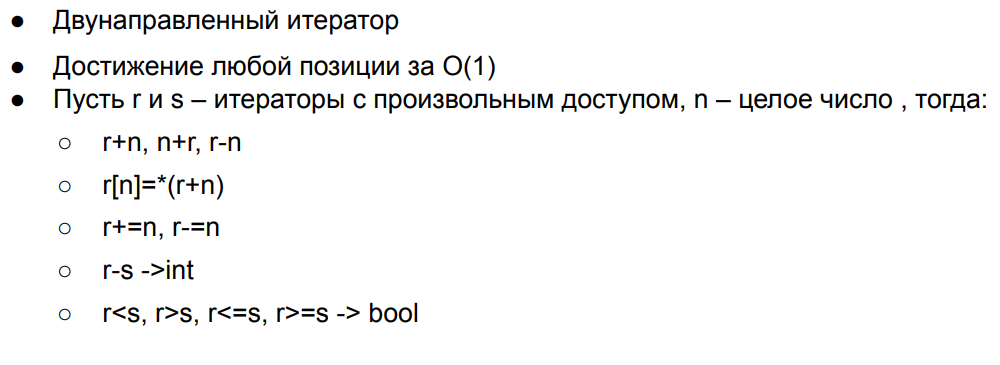 ● Двунаправленный итератор
● Достижение любой позиции за O(1)
● Пусть r и s – итераторы с произвольным доступом, n – целое число , тогда:
○ r+n, n+r, r-n
○ r[n]=*(r+n)
○ r+=n, r-=n
○ r-s ->int
○ r<s, r>s, r<=s, r>=s -> bool